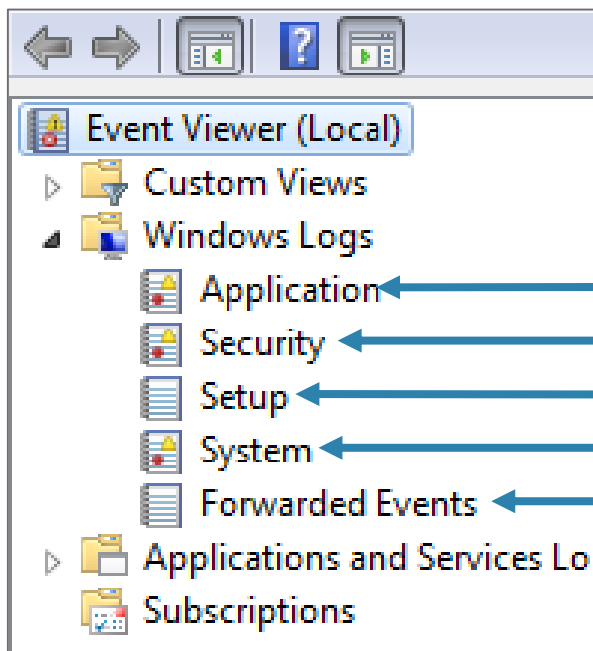 Event Viewer (Local)
Custom Views
Windows Logs
Application
Security
Setup
System
Forwarded Events
Applications and Services Lo
Subscriptions